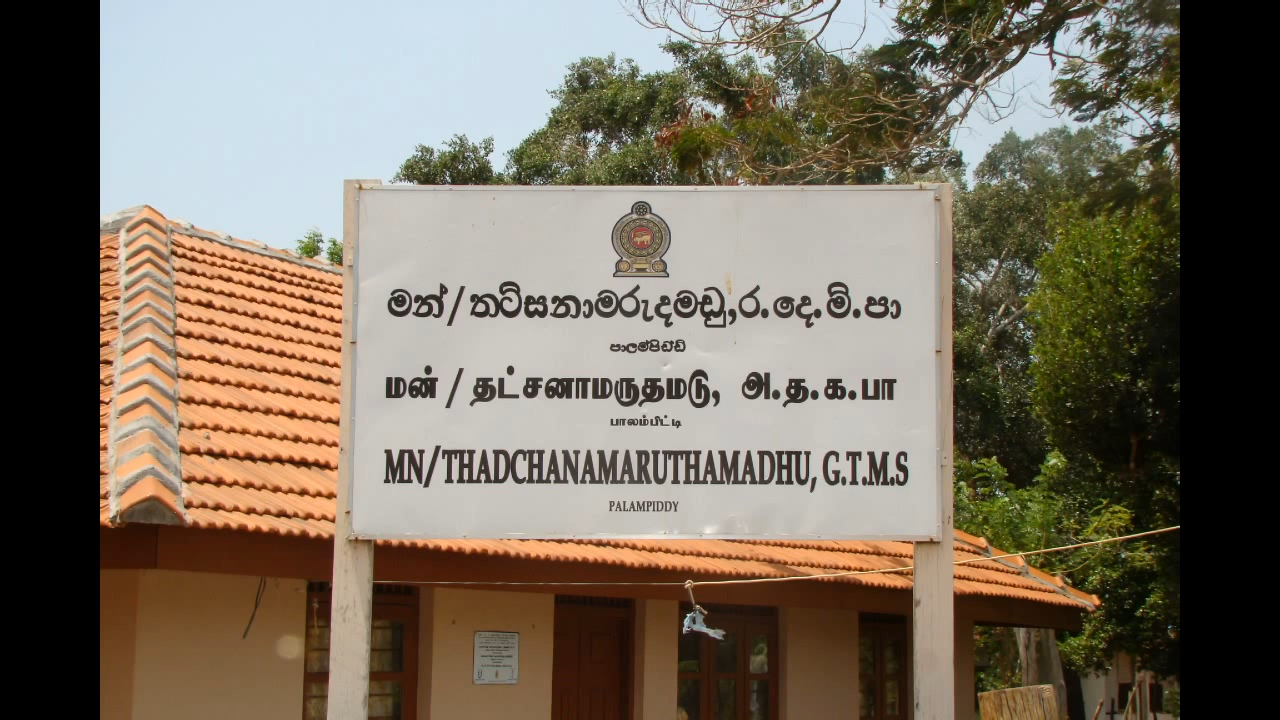 මන්/තට්සනාමරුදමඩු,ර.දෙ.මි.පා
පාලම්පිඩ්ඩි
மன் / தட்சனாமருதமடு, அ.த.க.பா
பாலம்பிட்டி
MN/THADCHANAMARUTHAMADHU, G.T.M.S
PALAMPIDDY